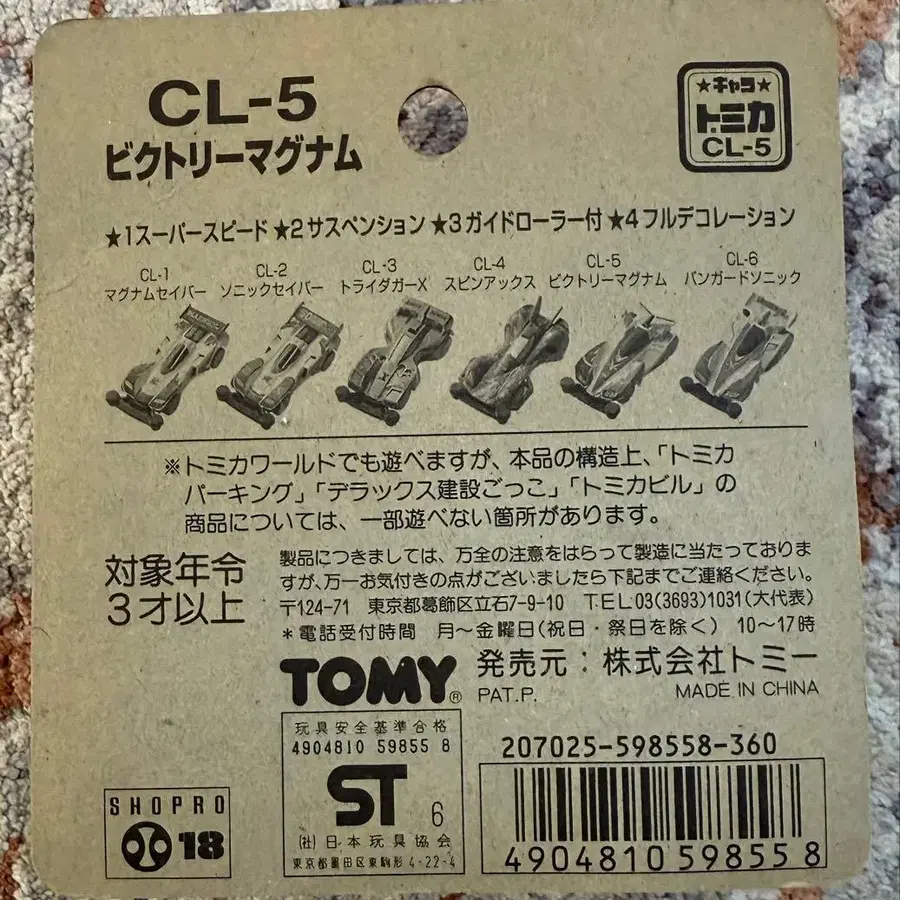 CL-5
ビクトリーマグナム
★キャラ★
トミカ
CL-5
★1スーパースピード ★2サスペンション ★3ガイドローラー付 ★4フルデコレーション
CL-1
マグナムセイバー
CL-2
ソニックセイバー
CL-3
トライダガーX
CL-4
スピンアックス
CL-5
ビクトリーマグナム
CL-6
バンガードソニック
※トミカワールドでも遊べますが、本品の構造上、「トミカ
パーキング」「デラックス建設ごっこ」「トミカビル」の
商品については、一部遊べない箇所があります。
対象年令
3才以上
製品につきましては、万全の注意をはらって製造に当たっておりま
すが、万一お気付きの点がございましたら下記までご連絡ください。
〒124-71 東京都葛飾区立石7-9-10 TEL03(3693)1031(大代表)
*電話受付時間 月～金曜日(祝日・祭日を除く) 10～17時
TOMY®
発売元：株式会社トミー
PAT.P. MADE IN CHINA
玩具安全基準合格
4904810 59855 8
ST 6
(社)日本玩具協会
東京都墨田区東駒形4-22-4
SHOPRO
18
207025-598558-360
4904810598558